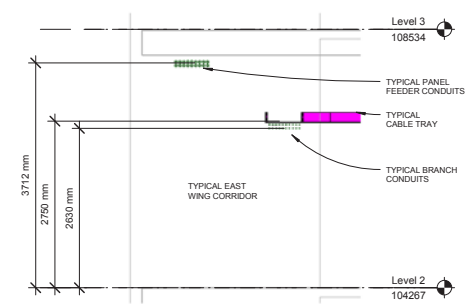 Level 3
108534
TYPICAL PANEL
FEEDER CONDUITS
TYPICAL
CABLE TRAY
TYPICAL BRANCH
CONDUITS
TYPICAL EAST
WING CORRIDOR
3712 mm
2750 mm
2630 mm
Level 2
104267